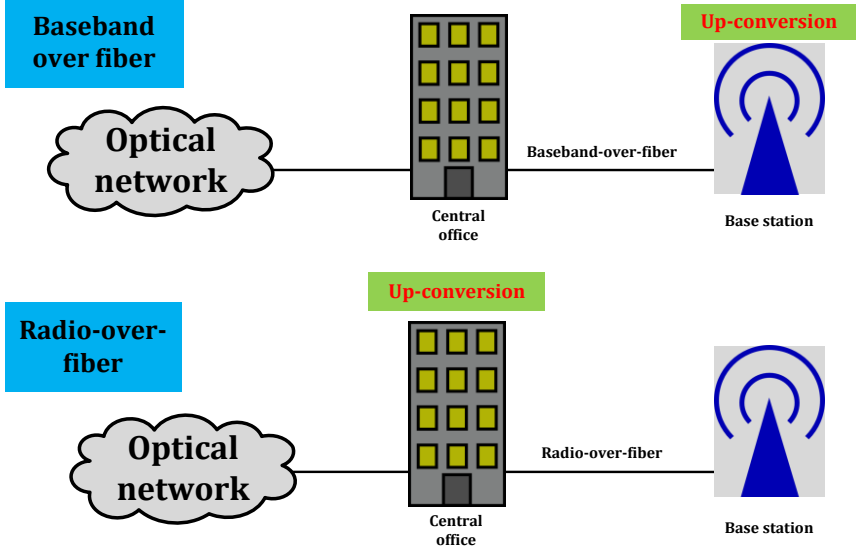 Baseband
over fiber
Up-conversion
Optical
network
Baseband-over-fiber
Central
office
Base station
Up-conversion
Radio-over-
fiber
Optical
network
Radio-over-fiber
Central
office
Base station